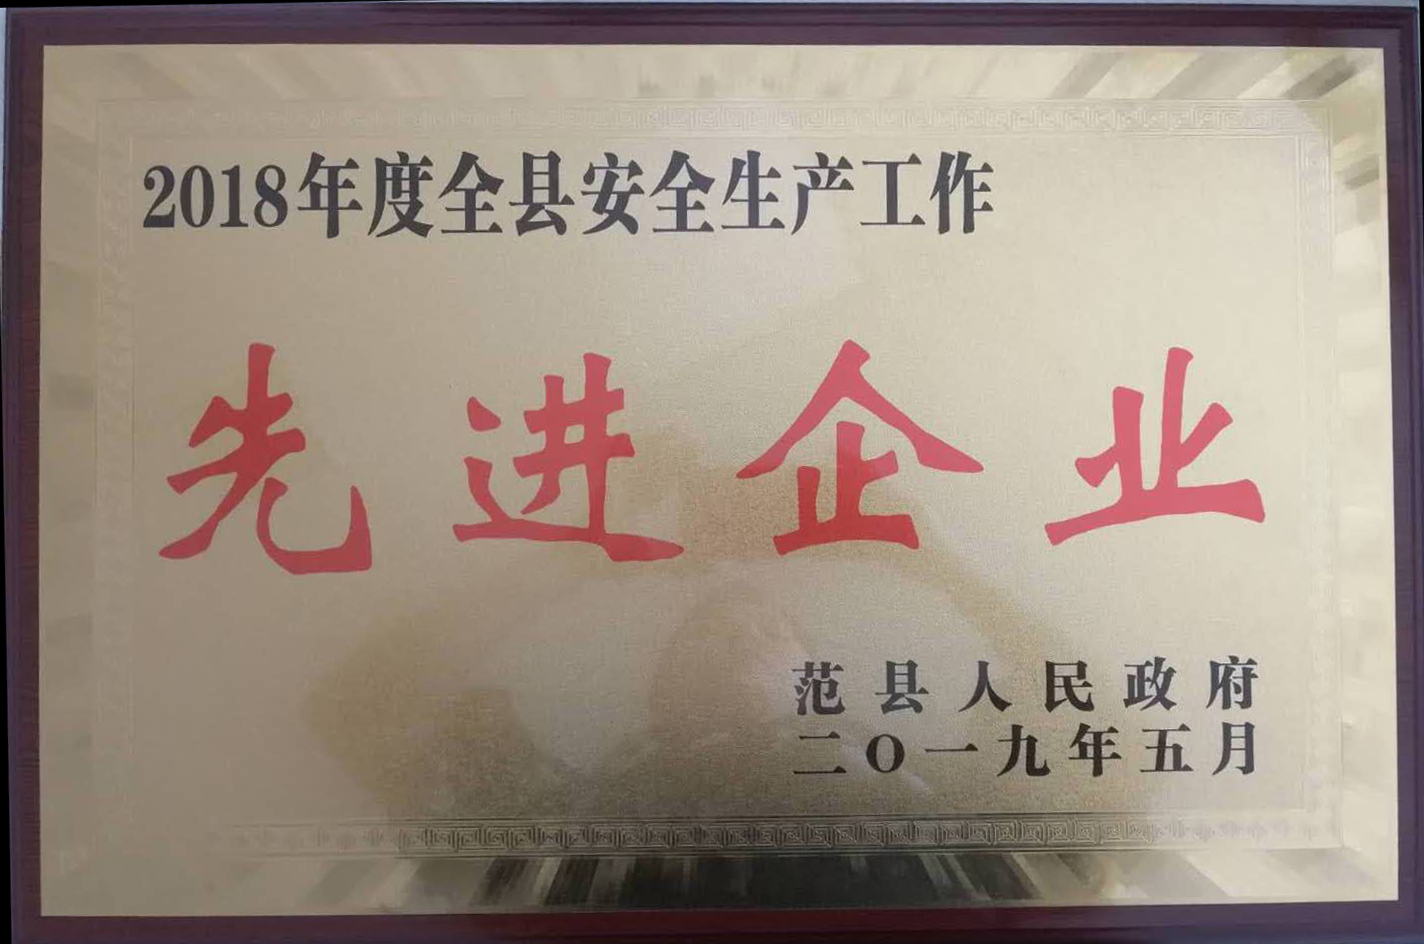 2018年度全县安全生产工作
先进企业
范县人民政府
二〇一九年五月